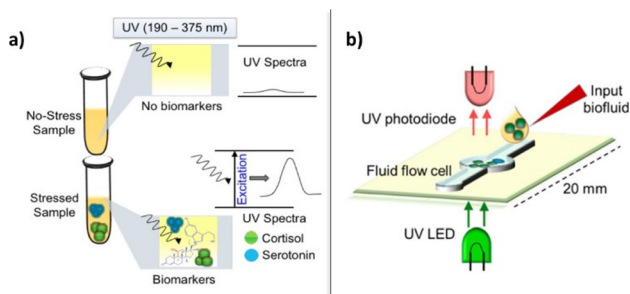 a)
UV (190 – 375 nm)
UV Spectra
No biomarkers
No-Stress
Sample
Stressed
Sample
Excitation
UV Spectra
Cortisol
Serotonin
Biomarkers
b)
Input
biofluid
UV photodiode
Fluid flow cell
20 mm
UV LED